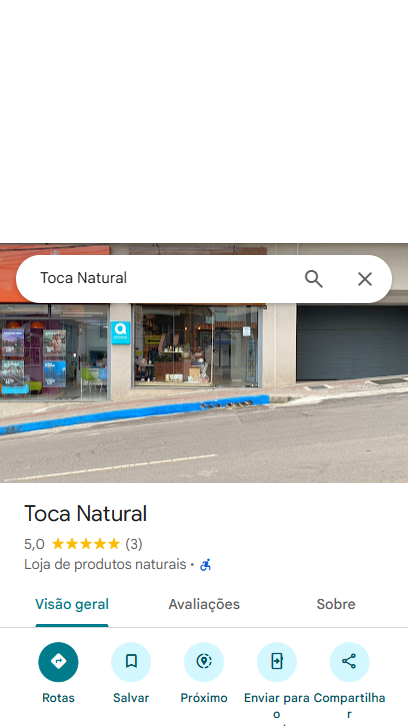 Toca Natural
a
Toca Natural
5,0 (3)
Loja de produtos naturais ·
Visão geral
Avaliações
Sobre
Rotas
Salvar
Próximo
Enviar para o
Compartilhar